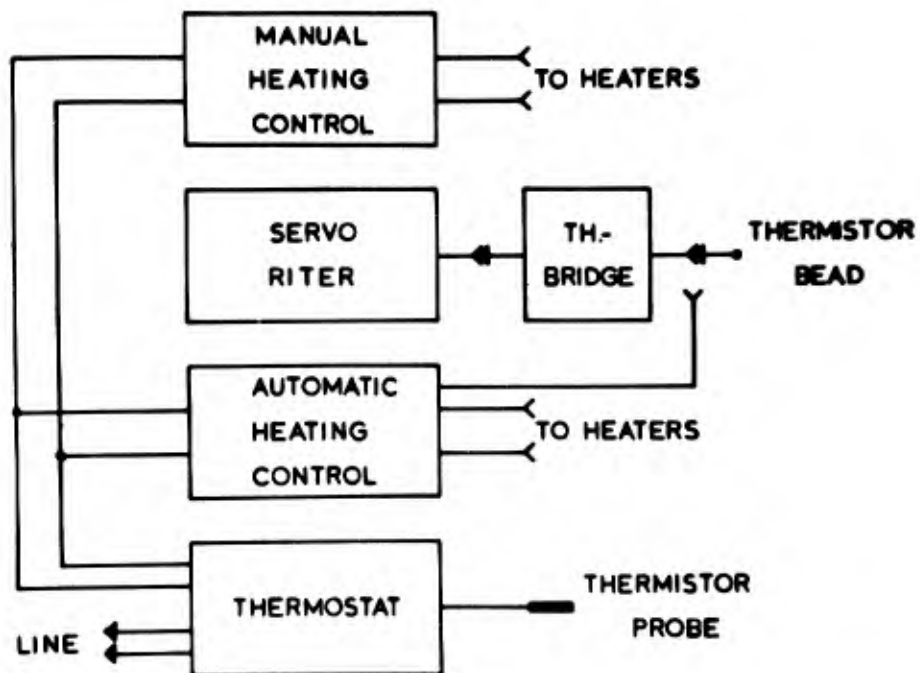 MANUAL
HEATING
CONTROL
TO HEATERS
SERVO
RITER
TH.-
BRIDGE
THERMISTOR
BEAD
AUTOMATIC
HEATING
CONTROL
TO HEATERS
THERMOSTAT
THERMISTOR
PROBE
LINE